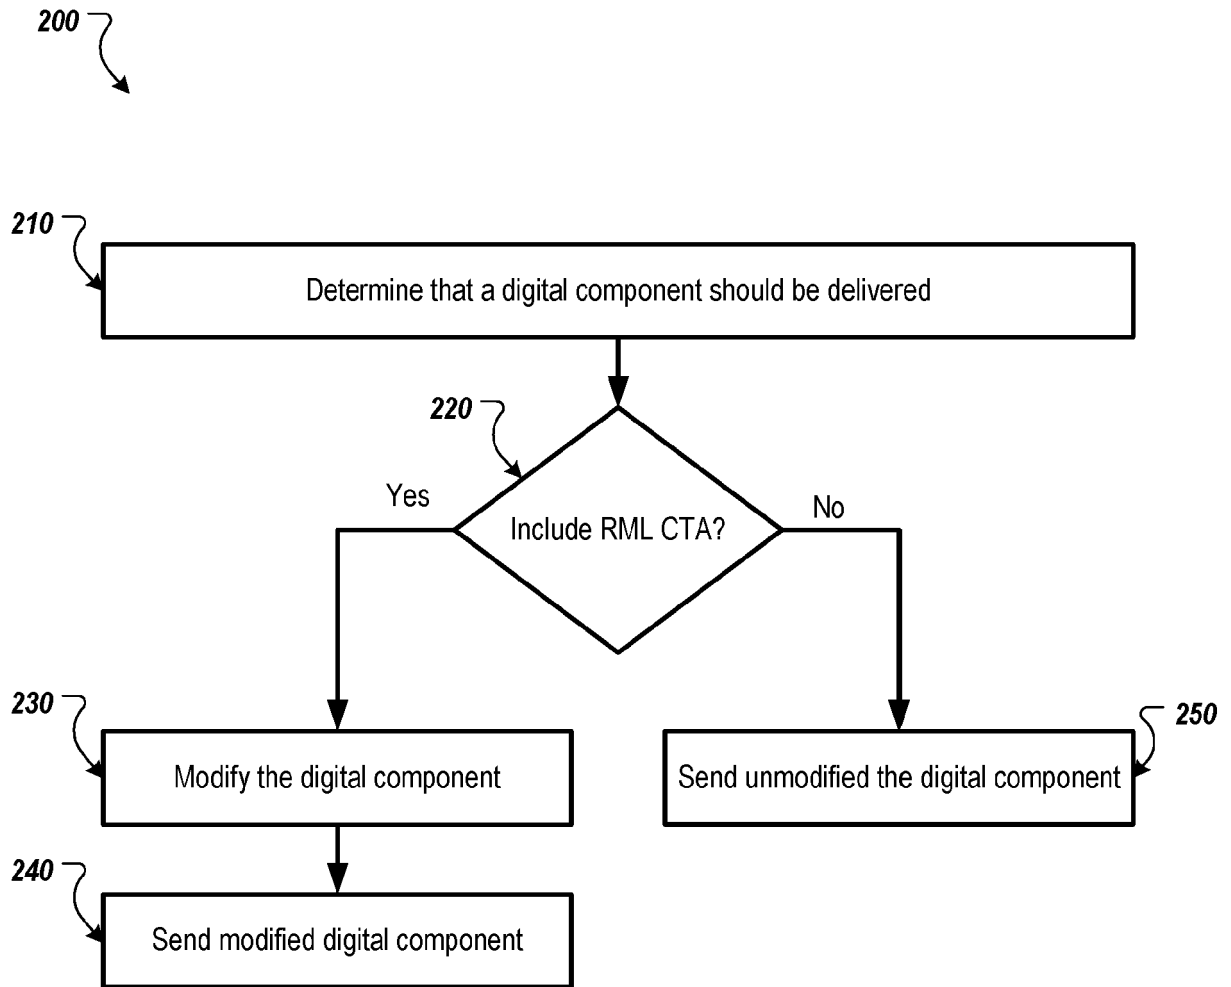 200
210
Determine that a digital component should be delivered
220
Yes
Include RML CTA?
No
230
Modify the digital component
250
Send unmodified the digital component
240
Send modified digital component